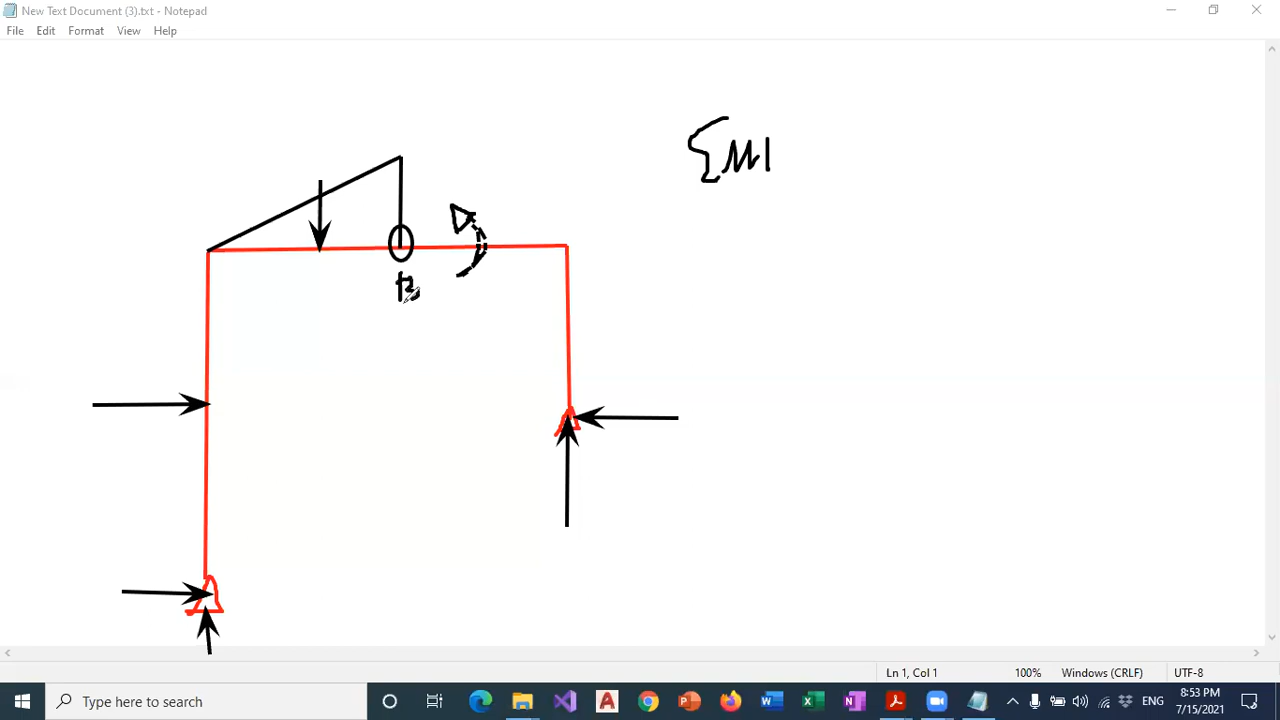 New Text Document (3).txt - Notepad
File Edit Format View Help
ΣM
B
Ln 1, Col 1 100% Windows (CRLF) UTF-8
Type here to search
ENG
8:53 PM
7/15/2021